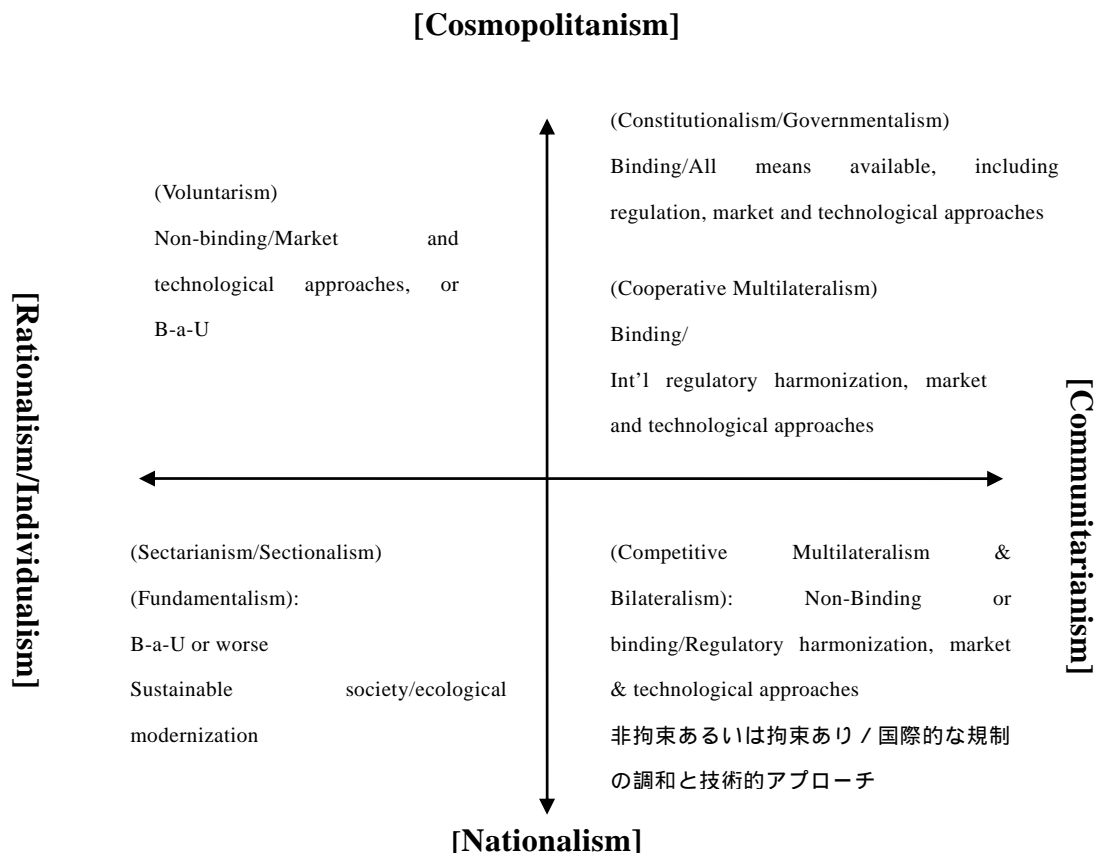 [Cosmopolitanism]
(Voluntarism)
Non-binding/Market and
technological approaches, or
B-a-U
(Constitutionalism/Governmentalism)
Binding/All means available, including
regulation, market and technological approaches
(Cooperative Multilateralism)
Binding/
Int'l regulatory harmonization, market
and technological approaches
[Rationalism/Individualism]
[Communitarianism]
(Sectarianism/Sectionalism)
(Fundamentalism):
B-a-U or worse
Sustainable society/ecological
modernization
(Competitive Multilateralism &
Bilateralism): Non-Binding or
binding/Regulatory harmonization, market
& technological approaches
非拘束あるいは拘束あり / 国際的な規制
の調和と技術的アプローチ
[Nationalism]